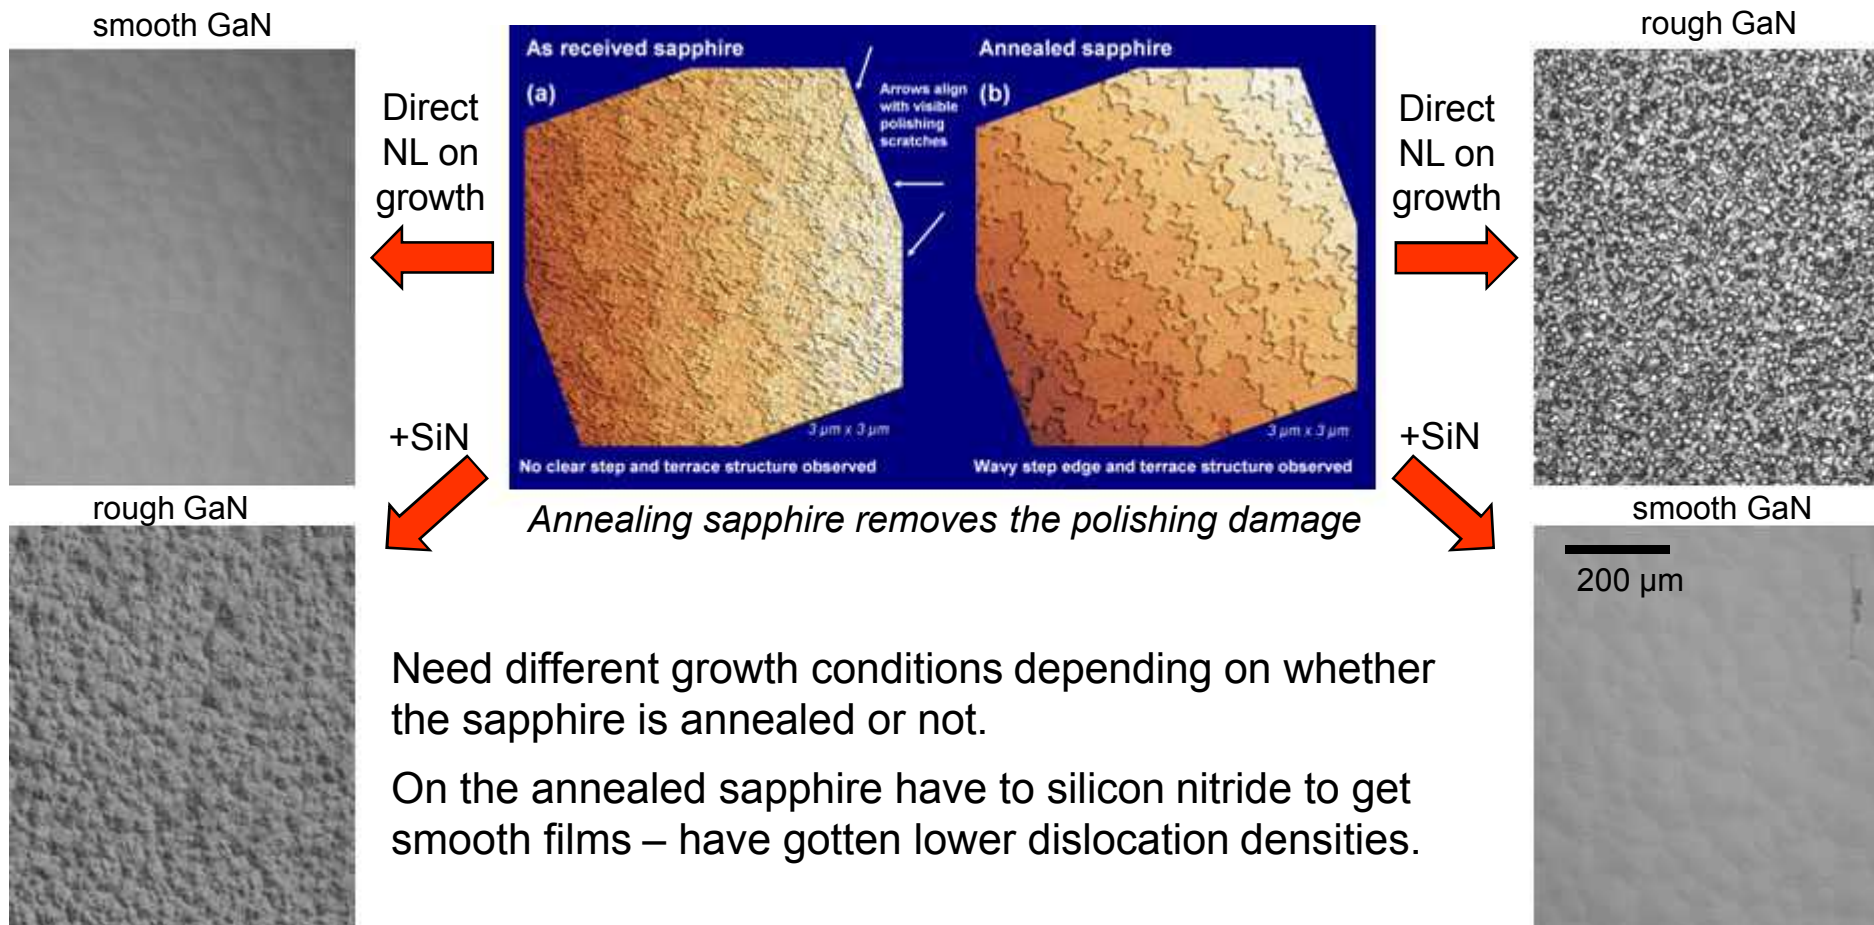 smooth GaN
Direct
NL on
growth
As received sapphire
(a)
Arrows align
with visible
polishing
scratches
3 µm x 3 µm
No clear step and terrace structure observed
Annealed sapphire
(b)
3 µm x 3 µm
Wavy step edge and terrace structure observed
Direct
NL on
growth
rough GaN
+SiN
Annealing sapphire removes the polishing damage
+SiN
rough GaN
smooth GaN
200 µm
Need different growth conditions depending on whether
the sapphire is annealed or not.
On the annealed sapphire have to silicon nitride to get
smooth films – have gotten lower dislocation densities.